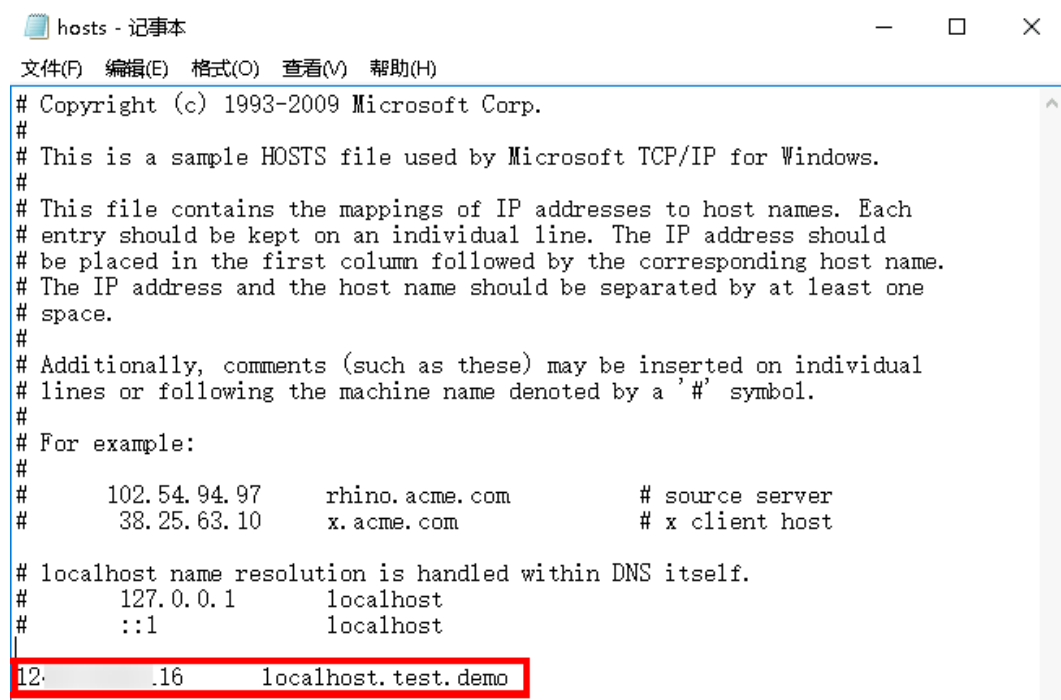 hosts - 记事本
文件(F) 编辑(E) 格式(O) 查看(V) 帮助(H)
# Copyright (c) 1993-2009 Microsoft Corp.
#
# This is a sample HOSTS file used by Microsoft TCP/IP for Windows.
#
# This file contains the mappings of IP addresses to host names. Each
# entry should be kept on an individual line. The IP address should
# be placed in the first column followed by the corresponding host name.
# The IP address and the host name should be separated by at least one
# space.
#
# Additionally, comments (such as these) may be inserted on individual
# lines or following the machine name denoted by a '#' symbol.
#
# For example:
#
# 102.54.94.97 rhino.acme.com # source server
# 38.25.63.10 x.acme.com # x client host
# localhost name resolution is handled within DNS itself.
# 127.0.0.1 localhost
# ::1 localhost
12 .16 localhost.test.demo